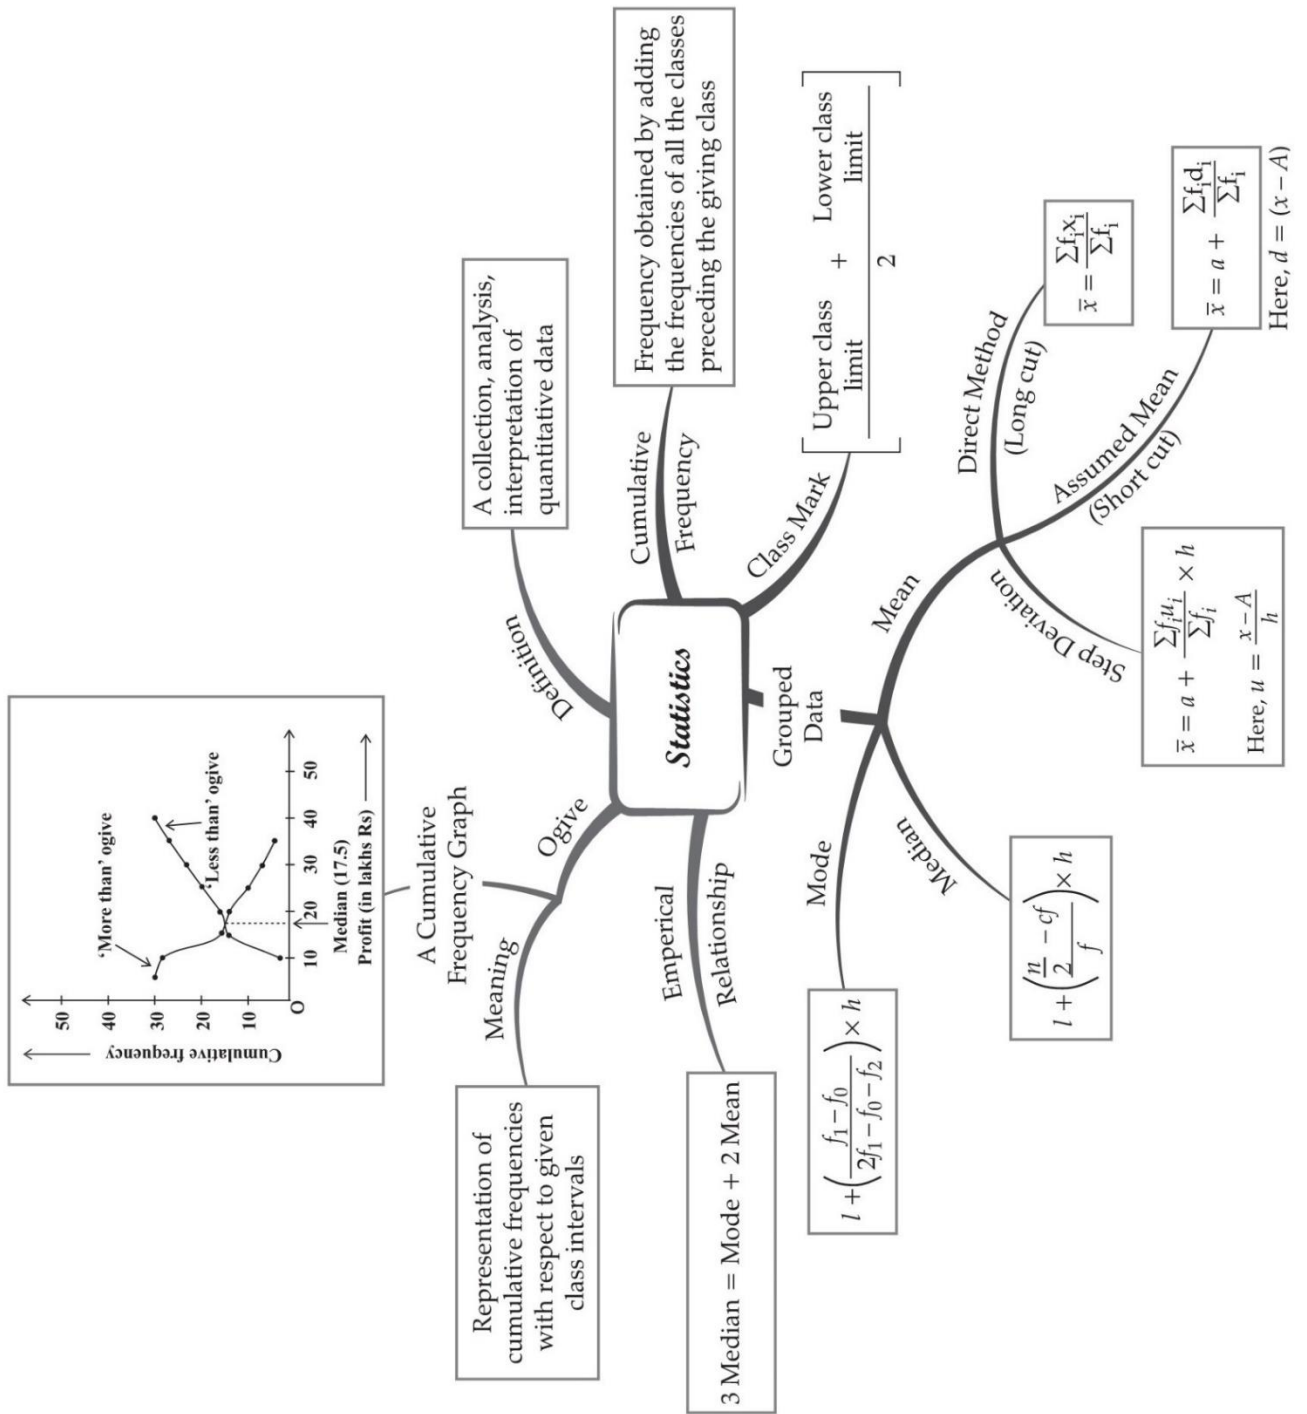 Statistics
Definition
A collection, analysis,
interpretation of
quantitative data
Cumulative
Frequency
Frequency obtained by adding
the frequencies of all the classes
preceding the giving class
Class Mark
[Upper class limit + Lower class limit]
2
Grouped
Data
Mean
Direct Method
(Long cut)
x̄ = Σfᵢxᵢ / Σfᵢ
Assumed Mean
(Short cut)
x̄ = a + Σfᵢdᵢ / Σfᵢ
Here, d = (x – A)
Step Deviation
x̄ = a + Σfᵢuᵢ / Σfᵢ × h
Here, u = (x – A) / h
Median
l + ((n/2 – cf) / f) × h
Mode
l + ((f₁ – f₀) / (2f₁ – f₀ – f₂)) × h
Emperical
Relationship
3 Median = Mode + 2 Mean
Ogive
Meaning
Representation of
cumulative frequencies
with respect to given
class intervals
A Cumulative
Frequency Graph
Cumulative frequency
50
40
30
20
10
O
10 20 30 40 50
'More than' ogive
'Less than' ogive
Median (17.5)
Profit (in lakhs Rs)